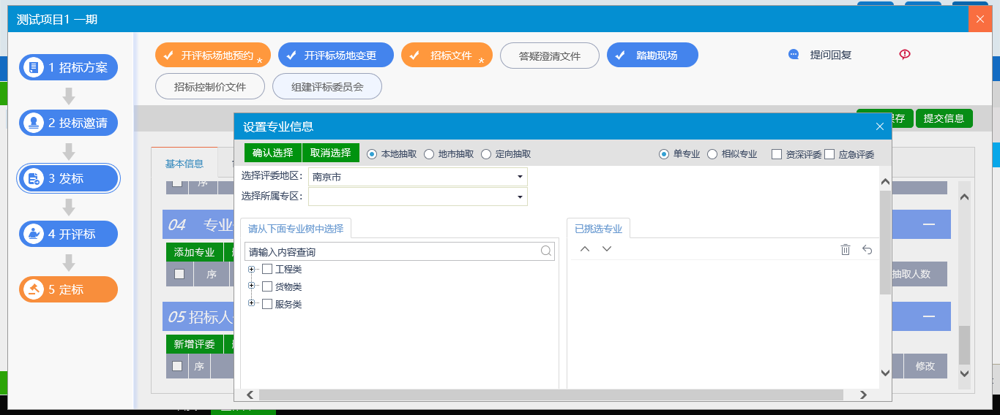 测试项目1 一期
1 招标方案
2 投标邀请
3 发标
4 开评标
5 定标
开评标场地预约 *
开评标场地变更
招标文件 *
答疑澄清文件
踏勘现场
提问回复
招标控制价文件
组建评标委员会
存
提交信息
基本信息
序
04 专业
添加专业
序
抽取人数
05 招标人
新增评委
序
修改
设置专业信息
确认选择 取消选择 本地抽取 地市抽取 定向抽取 单专业 相似专业 资深评委 应急评委
选择评委地区: 南京市
选择所属专区:
请从下面专业树中选择
请输入内容查询
工程类
货物类
服务类
已挑选专业